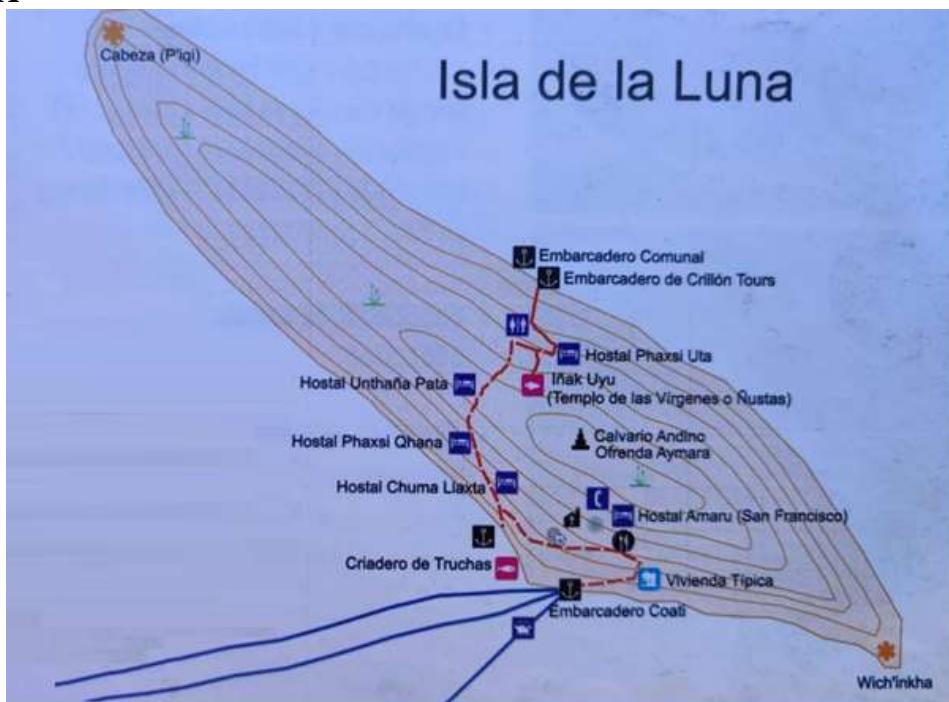 Isla de la Luna
Cabeza (P'iqi)
Embarcadero Comunal
Embarcadero de Crillón Tours
Hostal Phaxsi Uta
Hostal Unthaña Pata
Iñak Uyu
(Templo de las Vírgenes o Ñustas)
Hostal Phaxsi Qhana
Calvario Andino
Ofrenda Aymara
Hostal Chuma Llaxta
Hostal Amaru (San Francisco)
Criadero de Truchas
Vivienda Típica
Embarcadero Coati
Wich'inkha